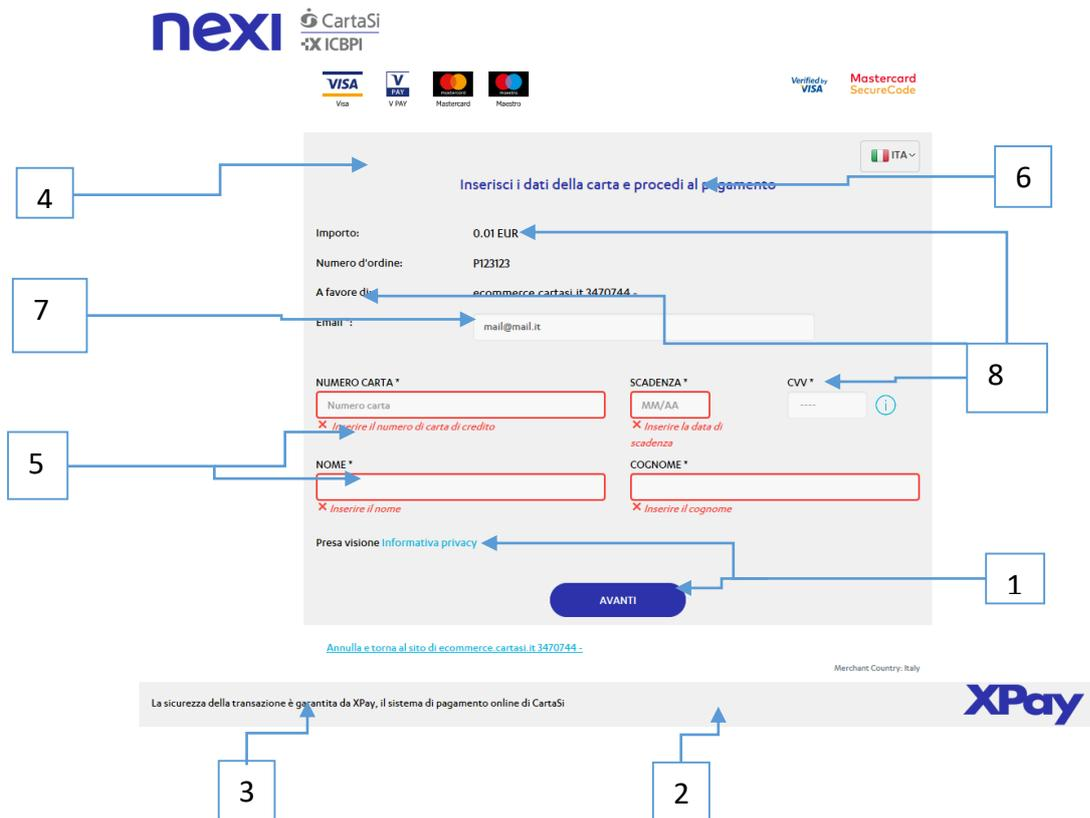 nexi CartaSi
ICBPI
VISA V PAY mastercard maestro
Visa V PAY Mastercard Maestro
Verified by VISA
Mastercard SecureCode
ITA
4
Inserisci i dati della carta e procedi al pagamento
6
Importo: 0.01 EUR
Numero d'ordine: P123123
A favore di: ecommerce.cartasi.it 3470744 -
7
Email *: mail@mail.it
8
NUMERO CARTA * SCADENZA * CVV *
Numero carta MM/AA ---- i
Inserire il numero di carta di credito Inserire la data di
scadenza
5
NOME * COGNOME *
Inserire il nome Inserire il cognome
Presa visione Informativa privacy
1
AVANTI
Annulla e torna al sito di ecommerce.cartasi.it 3470744 -
Merchant Country: Italy
La sicurezza della transazione è garantita da XPay, il sistema di pagamento online di CartaSi XPay
3 2